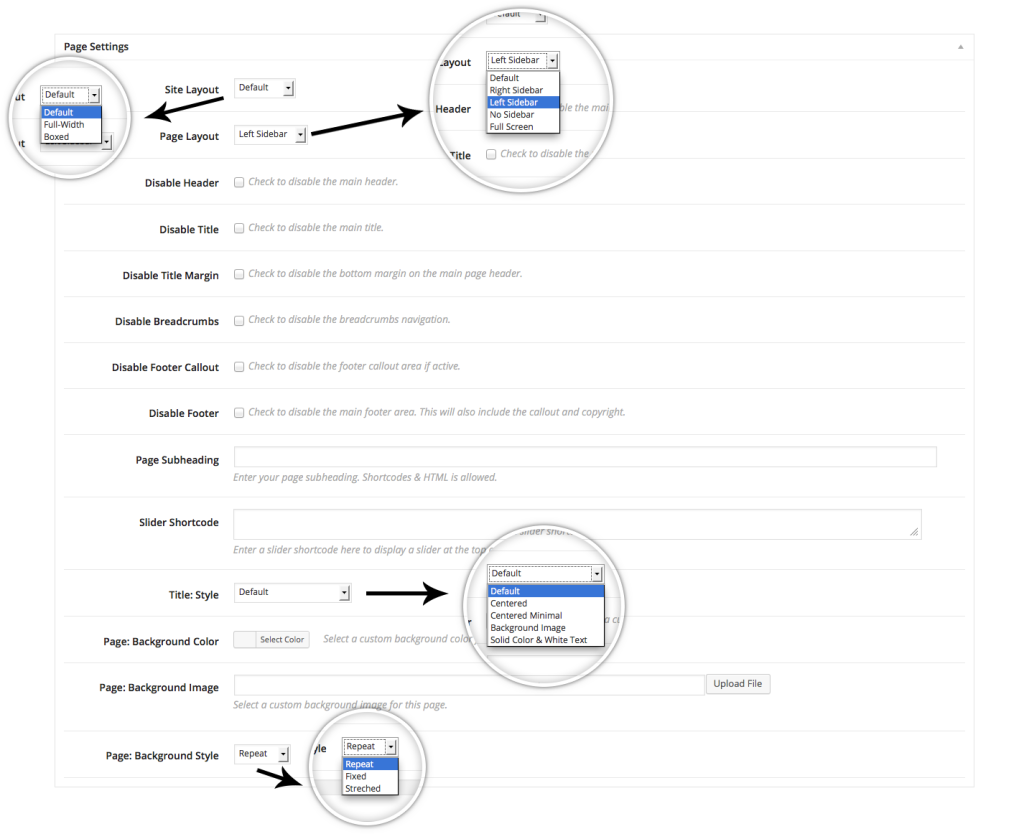 Page Settings
Site Layout
Default
Default
Default
Full-Width
Boxed
Page Layout
Left Sidebar
Layout
Left Sidebar
Default
Right Sidebar
Left Sidebar
No Sidebar
Full Screen
Header
Title
Check to disable the
Disable Header
Check to disable the main header.
Disable Title
Check to disable the main title.
Disable Title Margin
Check to disable the bottom margin on the main page header.
Disable Breadcrumbs
Check to disable the breadcrumbs navigation.
Disable Footer Callout
Check to disable the footer callout area if active.
Disable Footer
Check to disable the main footer area. This will also include the callout and copyright.
Page Subheading
Enter your page subheading. Shortcodes & HTML is allowed.
Slider Shortcode
Enter a slider shortcode here to display a slider at the top
Title: Style
Default
Default
Default
Centered
Centered Minimal
Background Image
Solid Color & White Text
Page: Background Color
Select Color
Select a custom background color
Page: Background Image
Upload File
Select a custom background image for this page.
Page: Background Style
Repeat
yle
Repeat
Repeat
Fixed
Streched